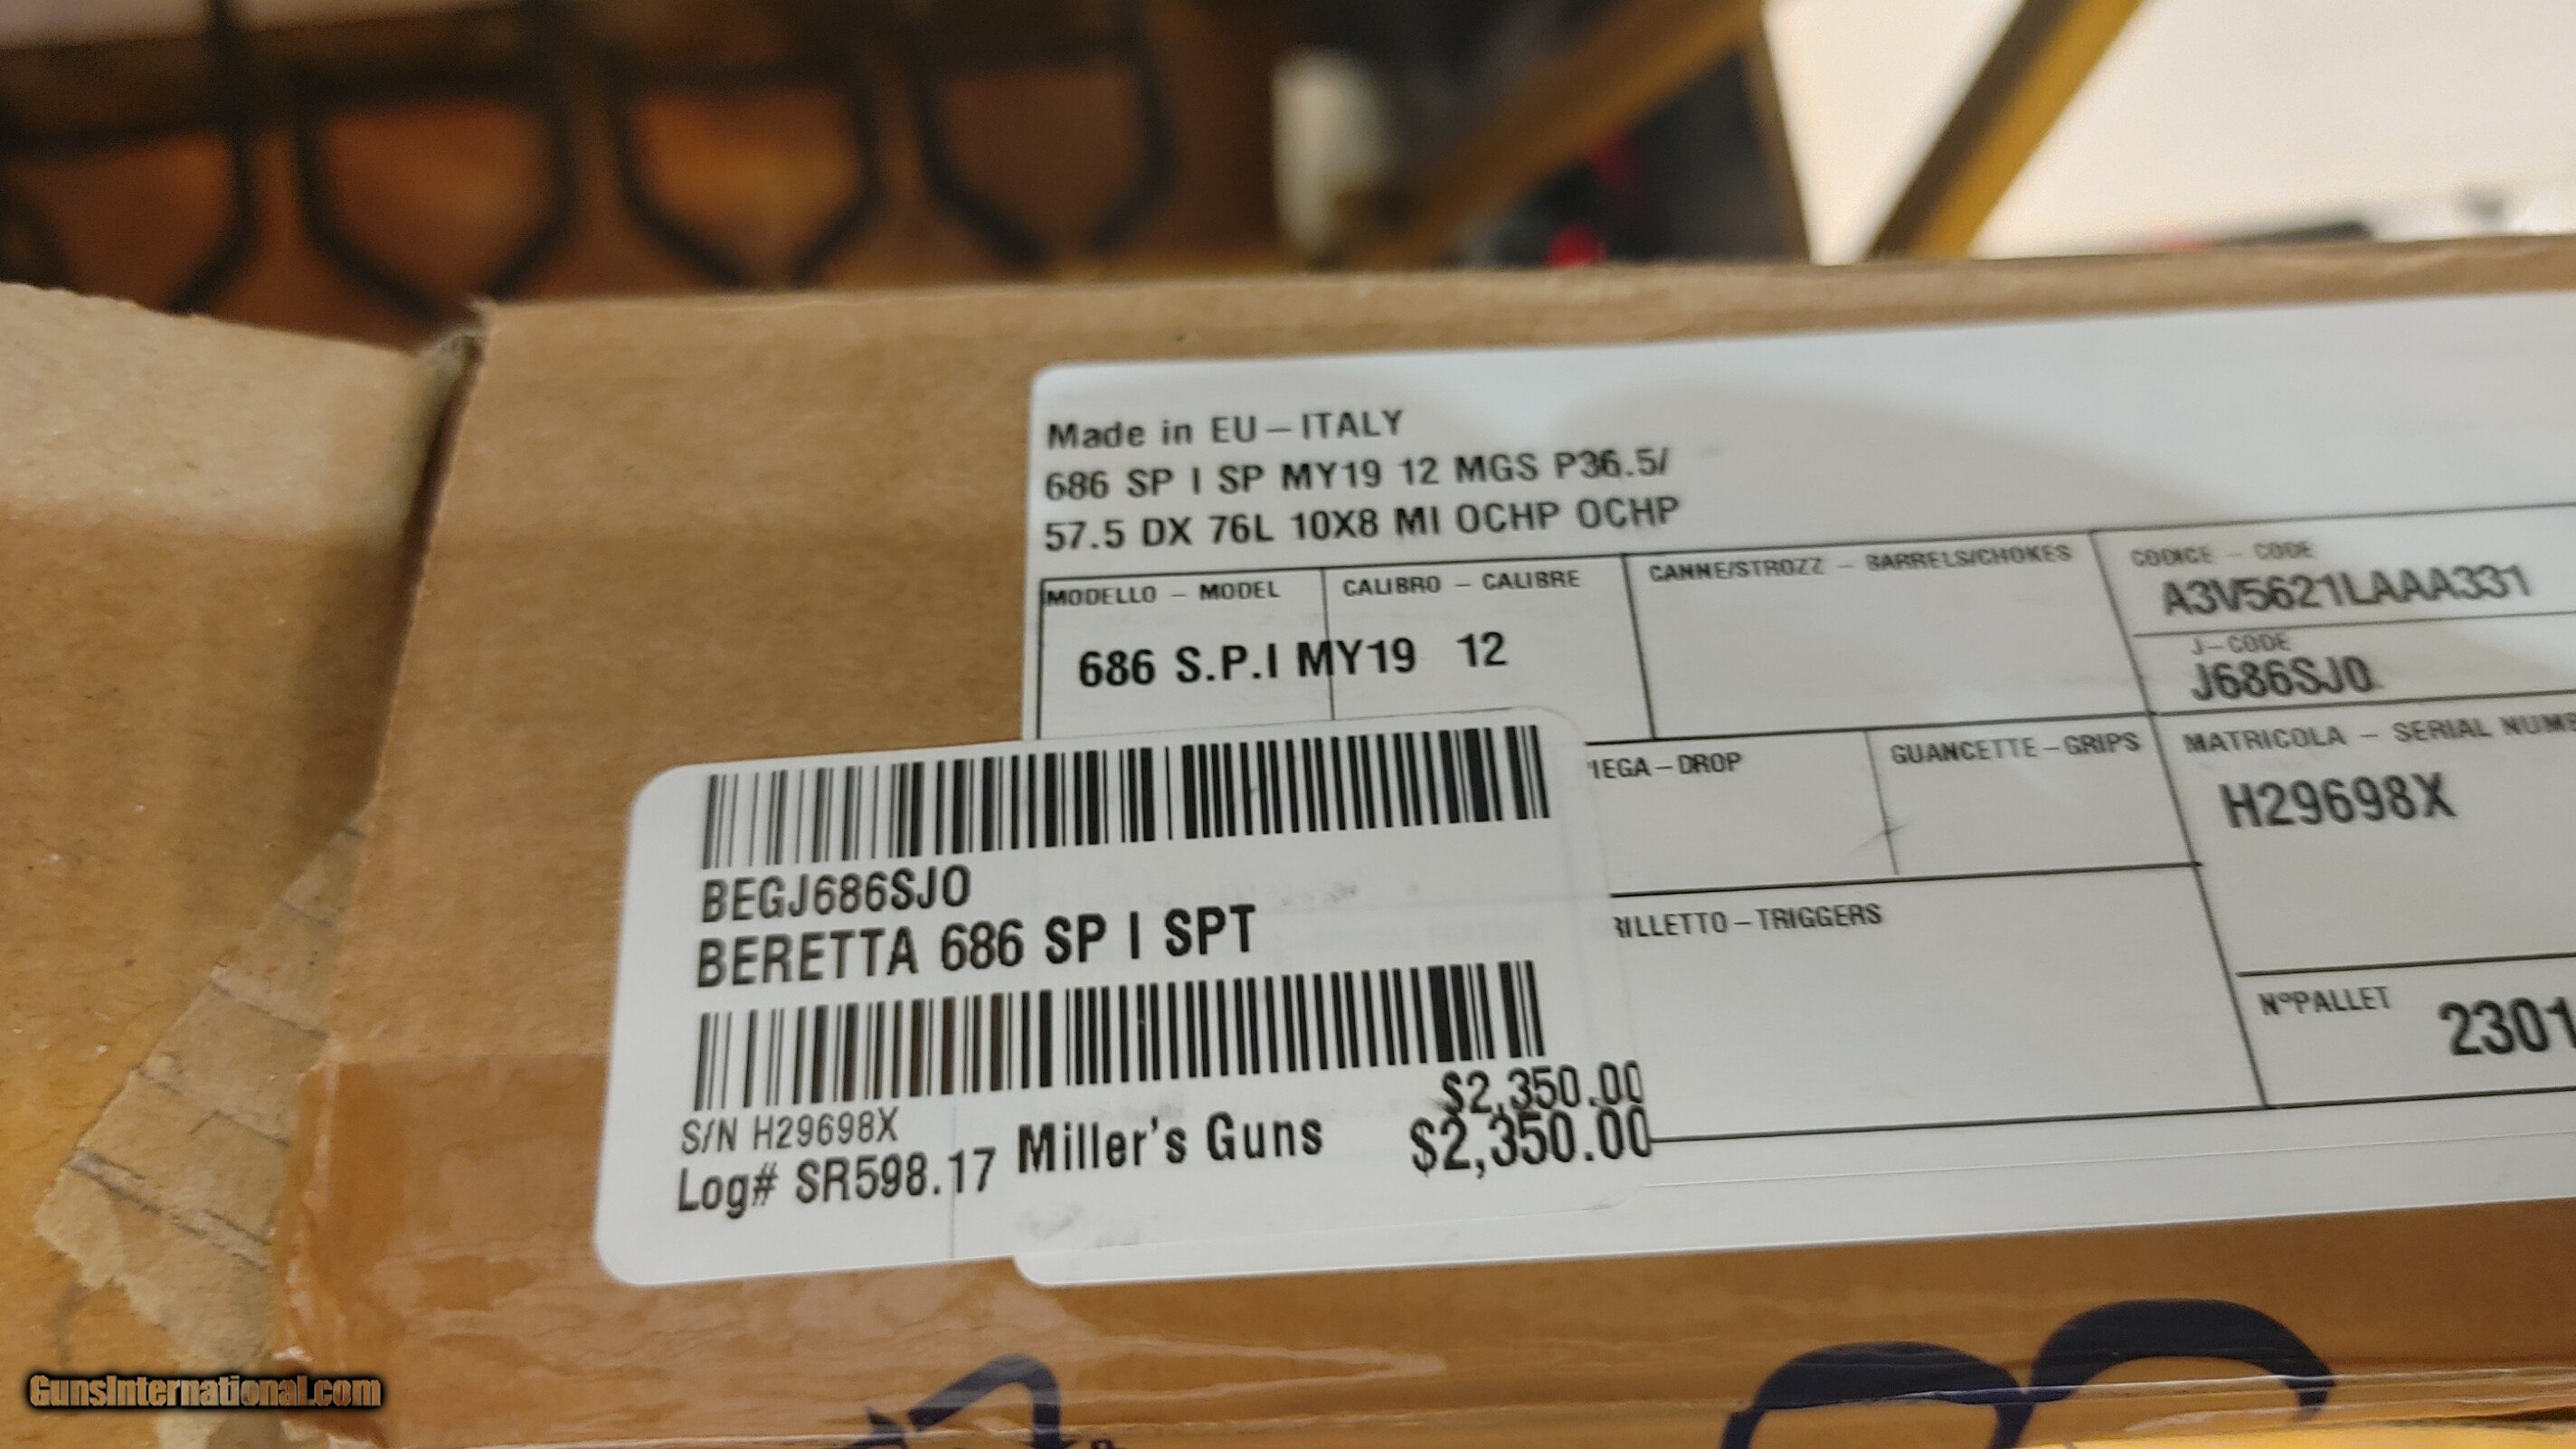 Made in EU – ITALY
686 SP I SP MY19 12 MGS P36.5/
57.5 DX 76L 10X8 MI OCHP OCHP
MODELLO – MODEL
CALIBRO – CALIBRE
CANNE/STROZZ – BARRELS/CHOKES
CODICE – CODE
A3V5621LAAA331
686 S.P.I MY19 12
J–CODE
J686SJ0
IEGA – DROP
GUANCETTE – GRIPS
MATRICOLA – SERIAL NUMB
H29698X
RILLETTO – TRIGGERS
N°PALLET
2301
BEGJ686SJ0
BERETTA 686 SP I SPT
S/N H29698X
$2,350.00
Log# SR598.17 Miller's Guns $2,350.00
GunsInternational.com